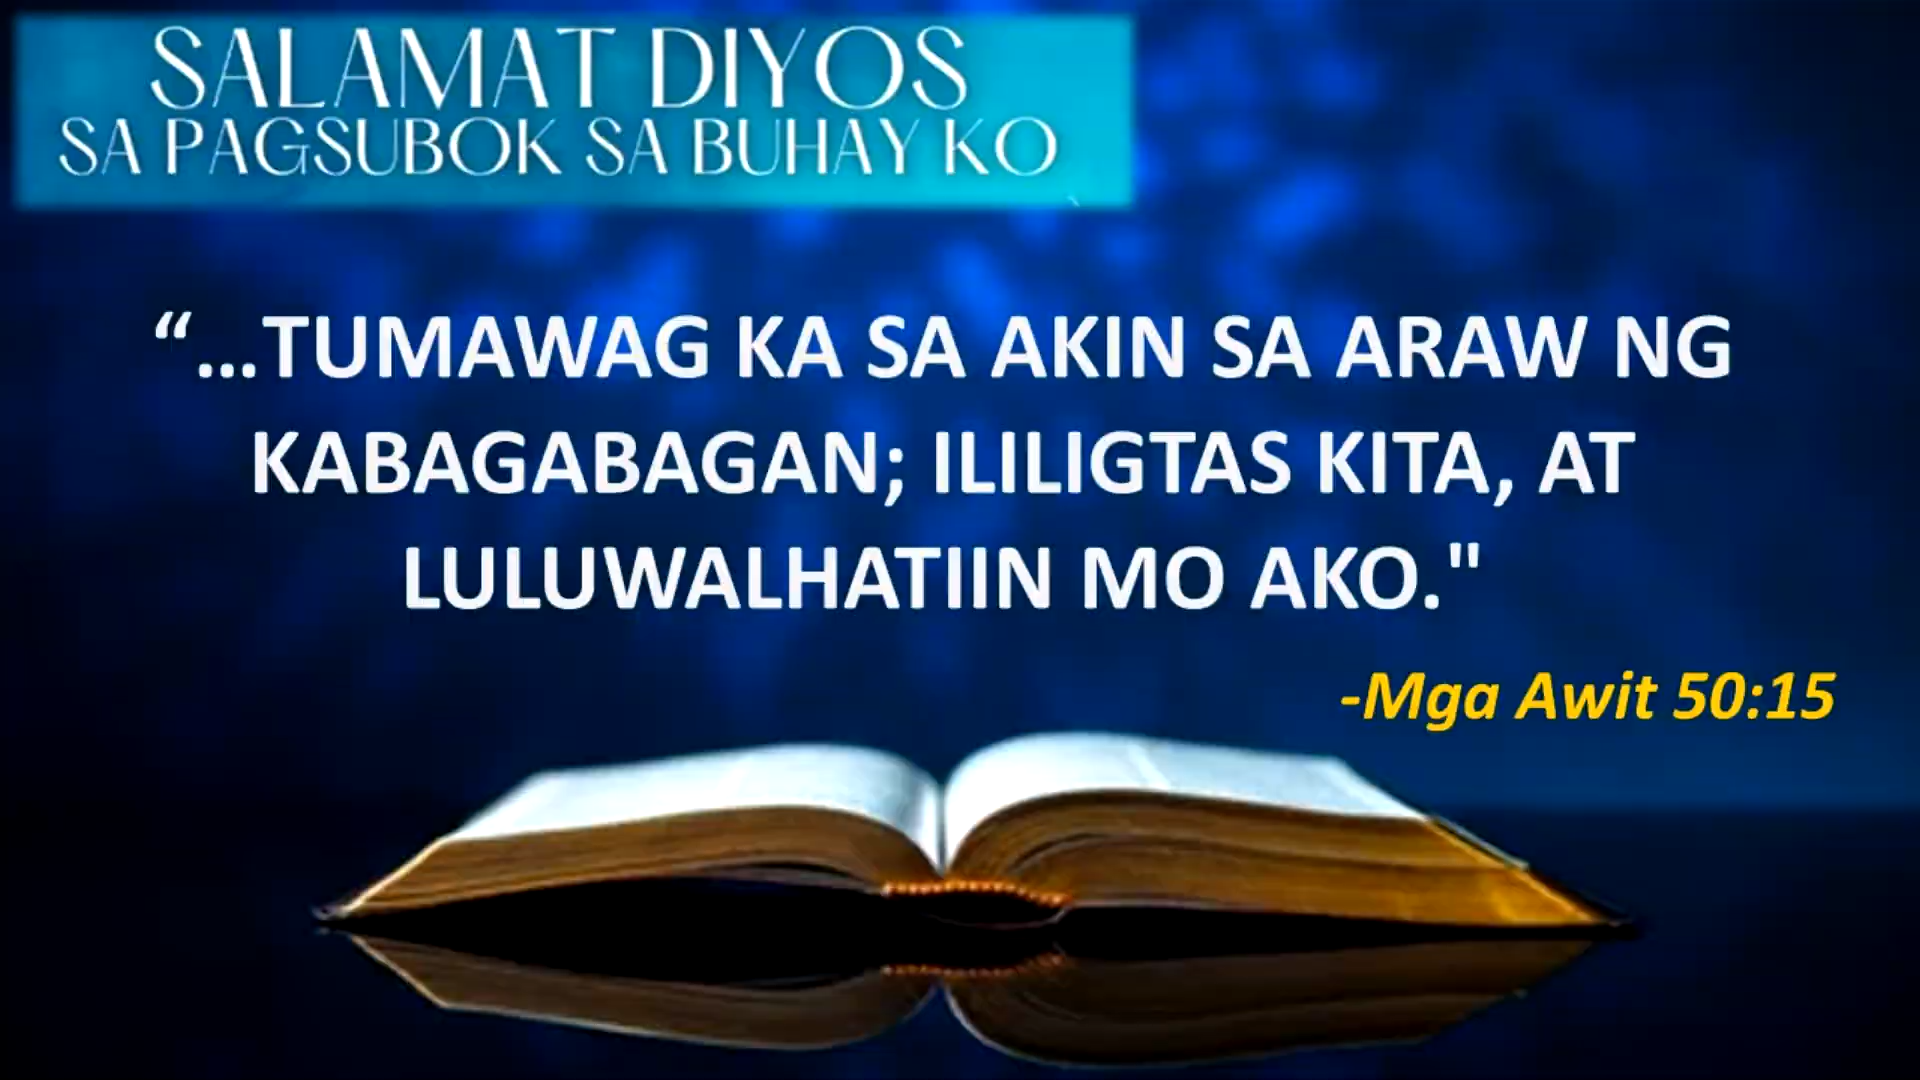 SALAMAT DIYOS
SA PAGSUBOK SA BUHAY KO
“...TUMAWAG KA SA AKIN SA ARAW NG
KABAGABAGAN; ILILIGTAS KITA, AT
LULUWALHATIIN MO AKO."
-Mga Awit 50:15